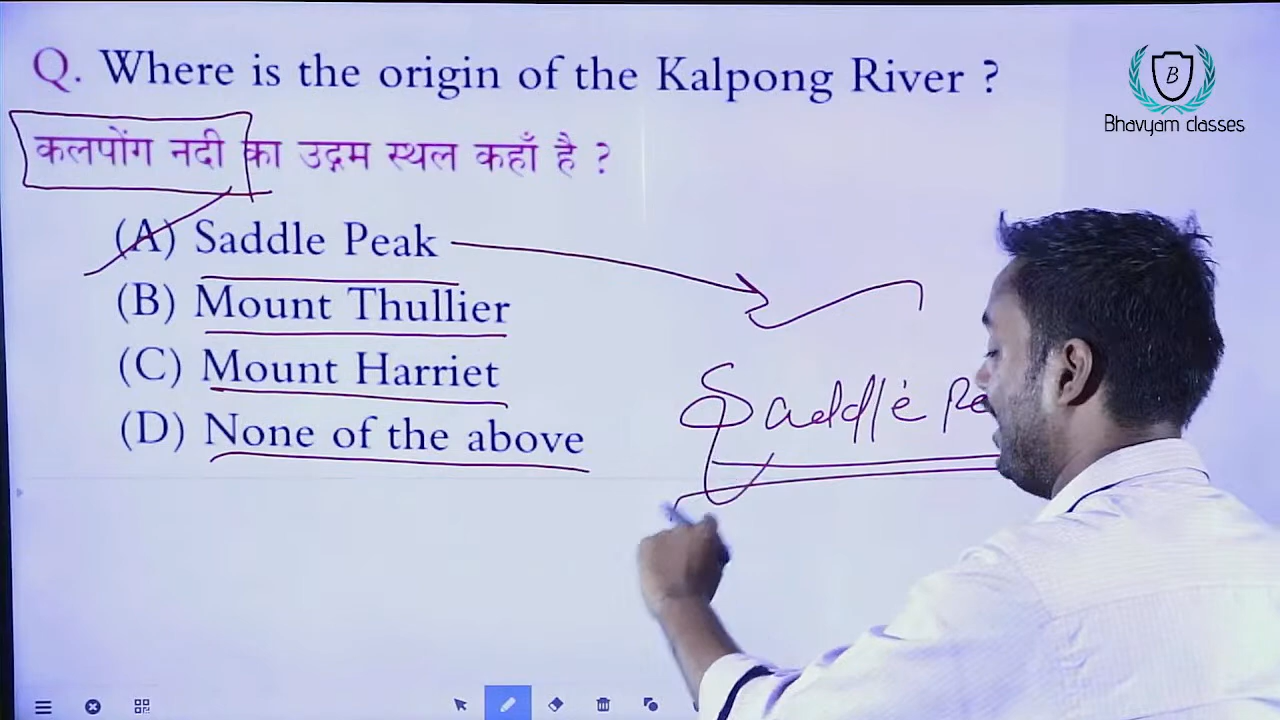 Q. Where is the origin of the Kalpong River ?
Bhavyam classes
B
कलपोंग नदी का उद्गम स्थल कहाँ है ?
(A) Saddle Peak
(B) Mount Thullier
(C) Mount Harriet
(D) None of the above
Saddle